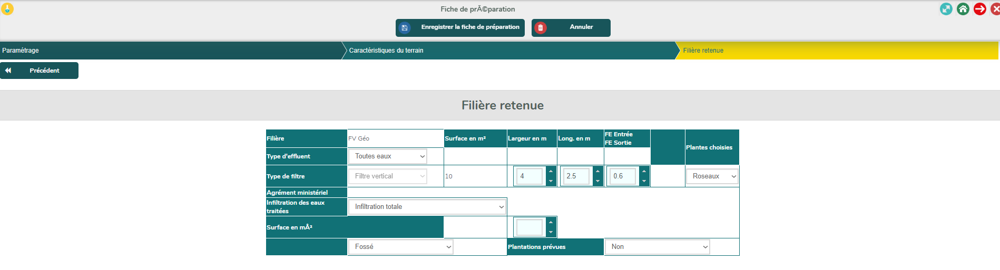 Fiche de prÃ©paration
Enregistrer la fiche de préparation
Annuler
Paramétrage
Caractéristiques du terrain
Filière retenue
Précédent
Filière retenue
Filière
FV Géo
Surface en m²
Largeur en m
Long. en m
FE Entrée
FE Sortie
Plantes choisies
Type d'effluent
Toutes eaux
Type de filtre
Filtre vertical
10
4
2.5
0.6
Roseaux
Agrément ministériel
Infiltration des eaux
traitées
Infiltration totale
Surface en mÂ²
Fossé
Plantations prévues
Non